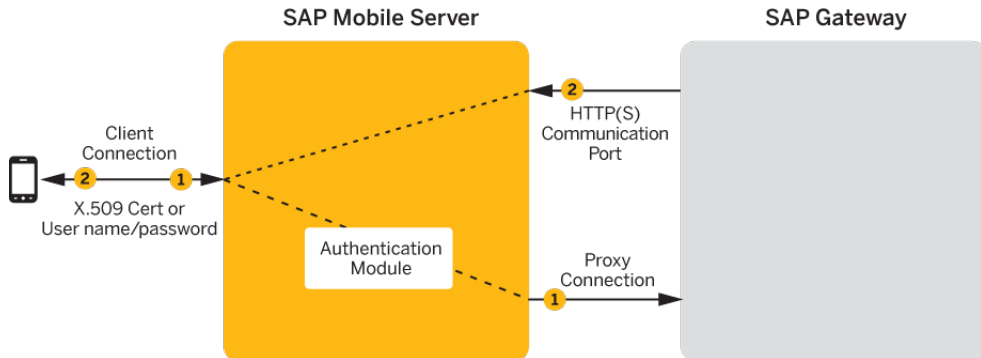 SAP Mobile Server
SAP Gateway
2
HTTP(S)
Communication
Port
Client
Connection
2
1
X.509 Cert or
User name/password
Authentication
Module
Proxy
Connection
1